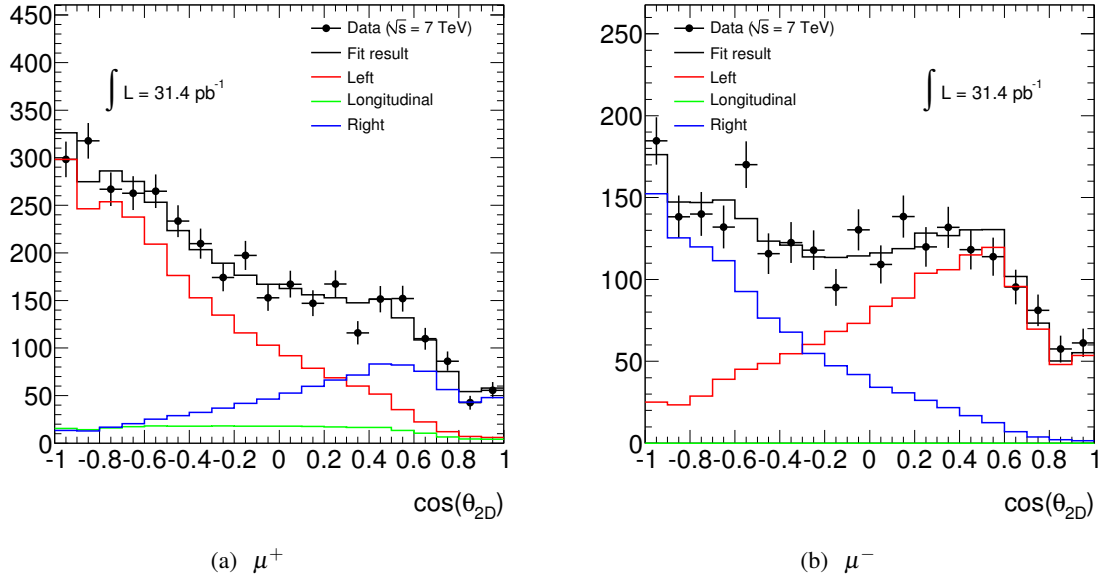 450
400
350
300
250
200
150
100
50
0
-1 -0.8 -0.6 -0.4 -0.2 0 0.2 0.4 0.6 0.8 1
cos(θ2D)
Data (√s = 7 TeV)
Fit result
Left
Longitudinal
Right
∫ L = 31.4 pb-1
(a) μ+
250
200
150
100
50
0
-1 -0.8 -0.6 -0.4 -0.2 0 0.2 0.4 0.6 0.8 1
cos(θ2D)
Data (√s = 7 TeV)
Fit result
Left
Longitudinal
Right
∫ L = 31.4 pb-1
(b) μ−